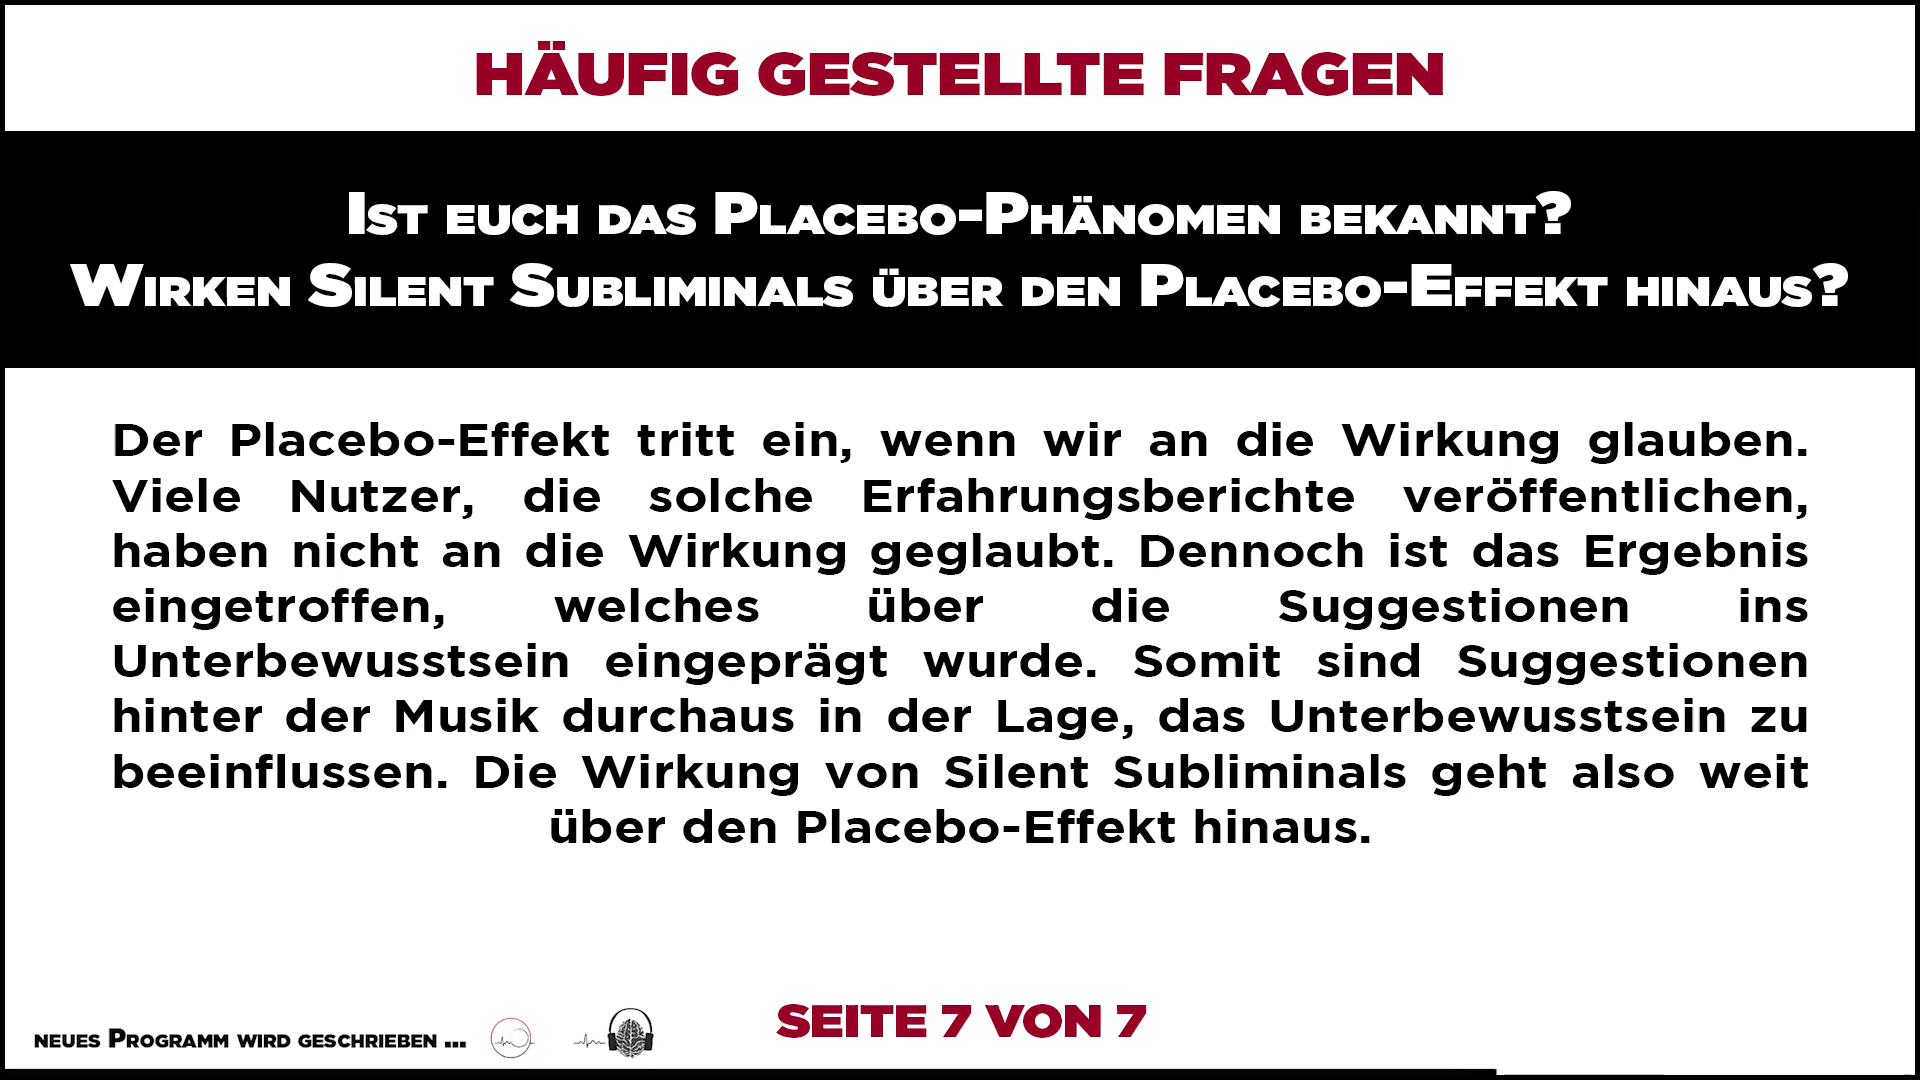 HÄUFIG GESTELLTE FRAGEN
Ist euch das Placebo-Phänomen bekannt?
Wirken Silent Subliminals über den Placebo-Effekt hinaus?
Der Placebo-Effekt tritt ein, wenn wir an die Wirkung glauben.
Viele Nutzer, die solche Erfahrungsberichte veröffentlichen,
haben nicht an die Wirkung geglaubt. Dennoch ist das Ergebnis
eingetroffen, welches über die Suggestionen ins
Unterbewusstsein eingeprägt wurde. Somit sind Suggestionen
hinter der Musik durchaus in der Lage, das Unterbewusstsein zu
beeinflussen. Die Wirkung von Silent Subliminals geht also weit
über den Placebo-Effekt hinaus.
neues Programm wird geschrieben ...
SEITE 7 VON 7